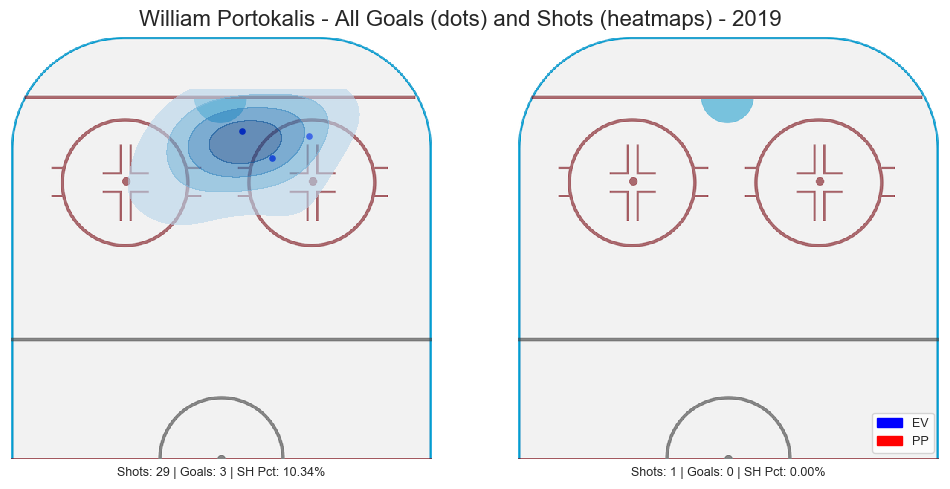 William Portokalis - All Goals (dots) and Shots (heatmaps) - 2019
EV
PP
Shots: 29 | Goals: 3 | SH Pct: 10.34%
Shots: 1 | Goals: 0 | SH Pct: 0.00%